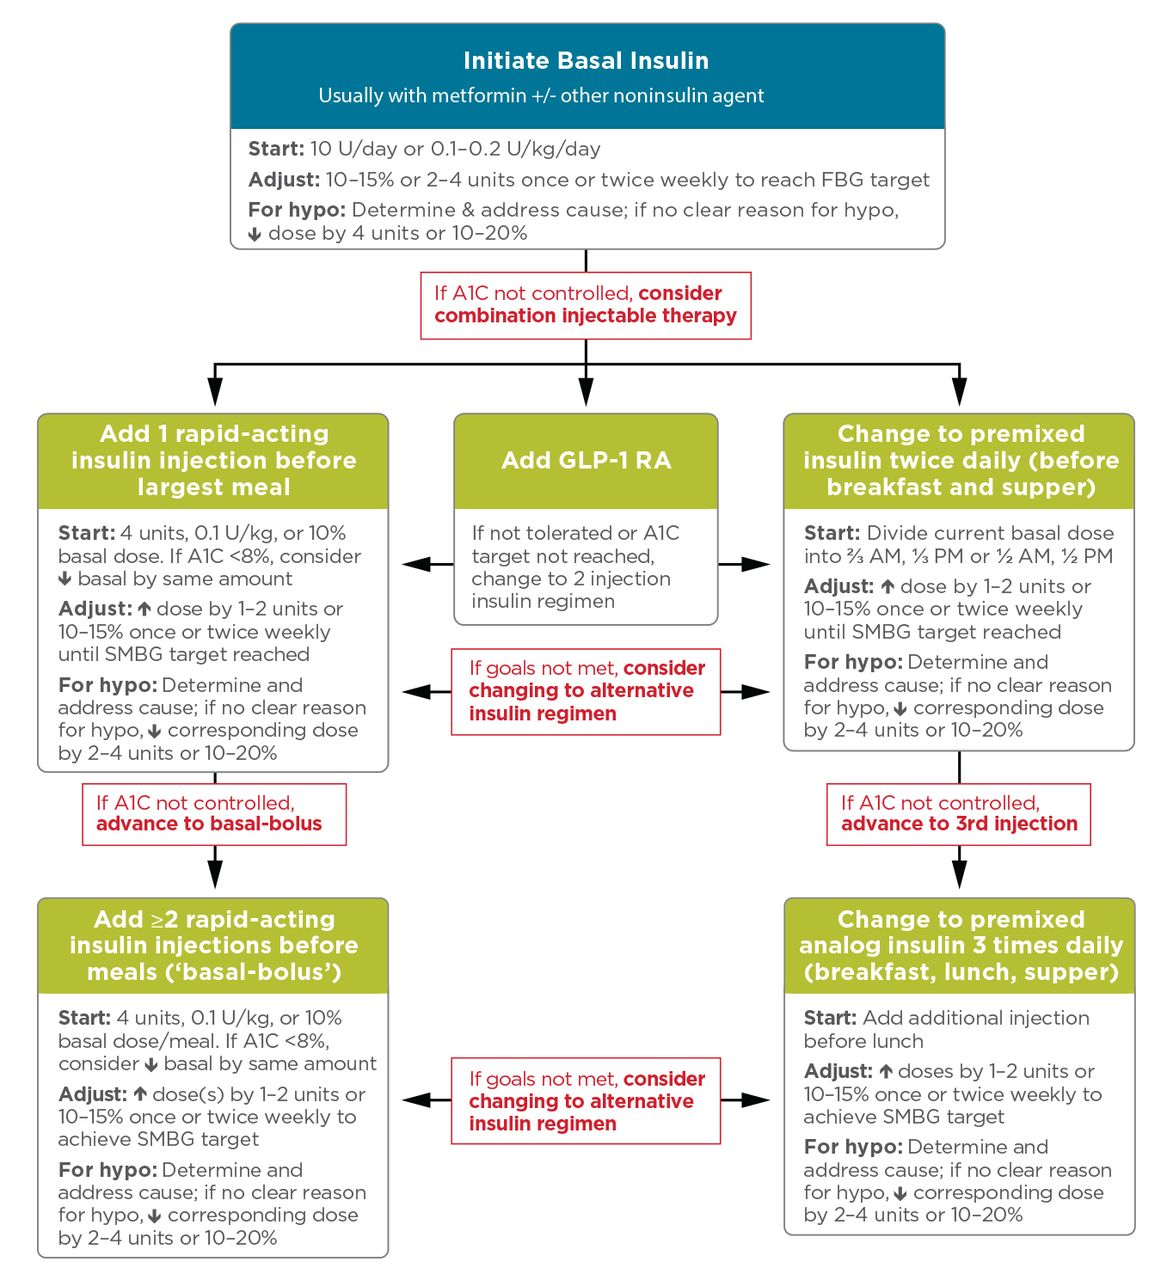 Initiate Basal Insulin
Usually with metformin +/- other noninsulin agent
Start: 10 U/day or 0.1–0.2 U/kg/day
Adjust: 10–15% or 2–4 units once or twice weekly to reach FBG target
For hypo: Determine & address cause; if no clear reason for hypo,
🡫 dose by 4 units or 10–20%
If A1C not controlled, consider
combination injectable therapy
Add 1 rapid-acting
insulin injection before
largest meal
Start: 4 units, 0.1 U/kg, or 10%
basal dose. If A1C <8%, consider
🡫 basal by same amount
Adjust: 🡩 dose by 1–2 units or
10–15% once or twice weekly
until SMBG target reached
For hypo: Determine and
address cause; if no clear reason
for hypo, 🡫 corresponding dose
by 2–4 units or 10–20%
Add GLP-1 RA
If not tolerated or A1C
target not reached,
change to 2 injection
insulin regimen
If goals not met, consider
changing to alternative
insulin regimen
Change to premixed
insulin twice daily (before
breakfast and supper)
Start: Divide current basal dose
into ⅔ AM, ⅓ PM or ½ AM, ½ PM
Adjust: 🡩 dose by 1–2 units or
10–15% once or twice weekly
until SMBG target reached
For hypo: Determine and
address cause; if no clear reason
for hypo, 🡫 corresponding dose
by 2–4 units or 10–20%
If A1C not controlled,
advance to basal-bolus
If A1C not controlled,
advance to 3rd injection
Add ≥2 rapid-acting
insulin injections before
meals (‘basal-bolus’)
Start: 4 units, 0.1 U/kg, or 10%
basal dose/meal. If A1C <8%,
consider 🡫 basal by same amount
Adjust: 🡩 dose(s) by 1–2 units or
10–15% once or twice weekly to
achieve SMBG target
For hypo: Determine and
address cause; if no clear reason
for hypo, 🡫 corresponding dose
by 2–4 units or 10–20%
If goals not met, consider
changing to alternative
insulin regimen
Change to premixed
analog insulin 3 times daily
(breakfast, lunch, supper)
Start: Add additional injection
before lunch
Adjust: 🡩 doses by 1–2 units or
10–15% once or twice weekly to
achieve SMBG target
For hypo: Determine and
address cause; if no clear reason
for hypo, 🡫 corresponding dose
by 2–4 units or 10–20%